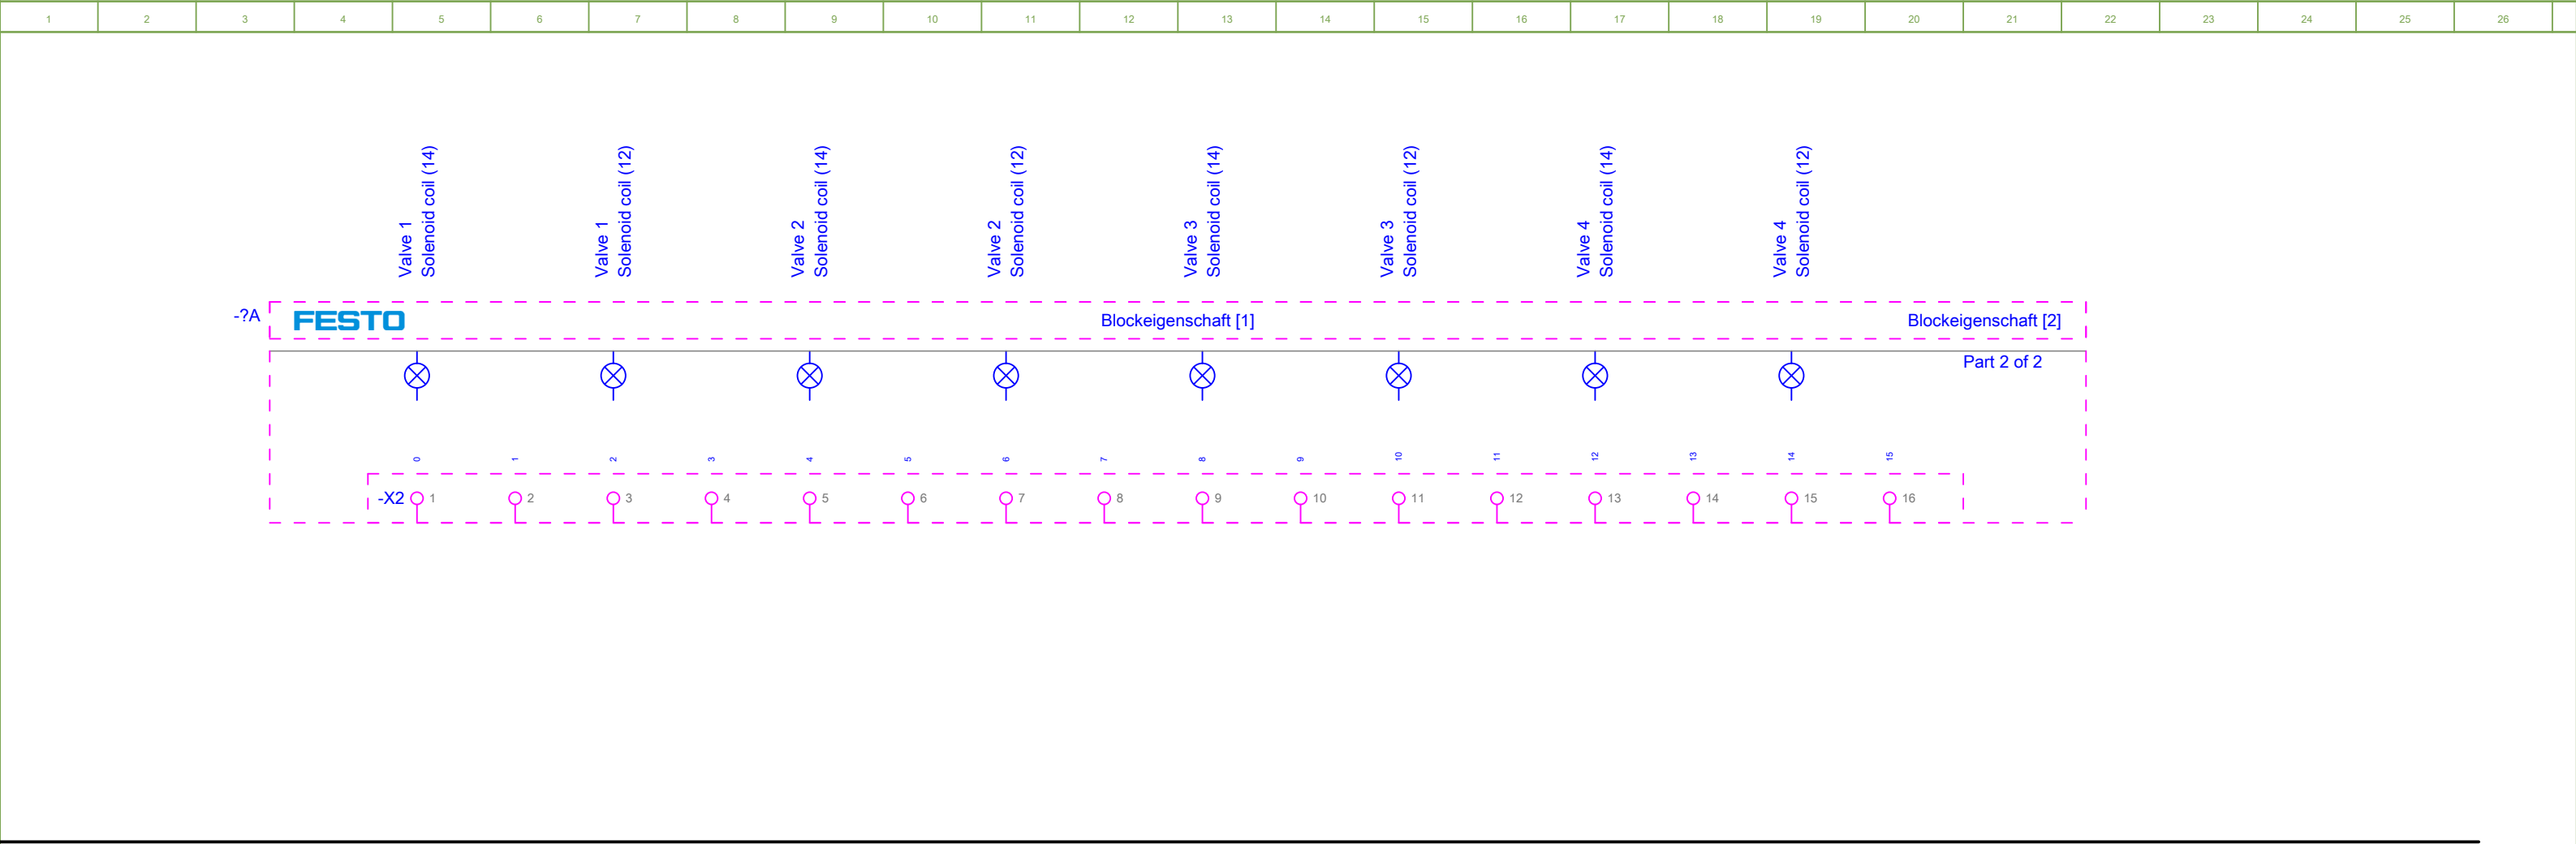 1 2 3 4 5 6 7 8 9 10 11 12 13 14 15 16 17 18 19 20 21 22 23 24 25 26
Valve 1
Solenoid coil (14)
Valve 1
Solenoid coil (12)
Valve 2
Solenoid coil (14)
Valve 2
Solenoid coil (12)
Valve 3
Solenoid coil (14)
Valve 3
Solenoid coil (12)
Valve 4
Solenoid coil (14)
Valve 4
Solenoid coil (12)
-?A FESTO Blockeigenschaft [1] Blockeigenschaft [2]
Part 2 of 2
0 1 2 3 4 5 6 7 8 9 10 11 12 13 14 15
-X2 1 2 3 4 5 6 7 8 9 10 11 12 13 14 15 16